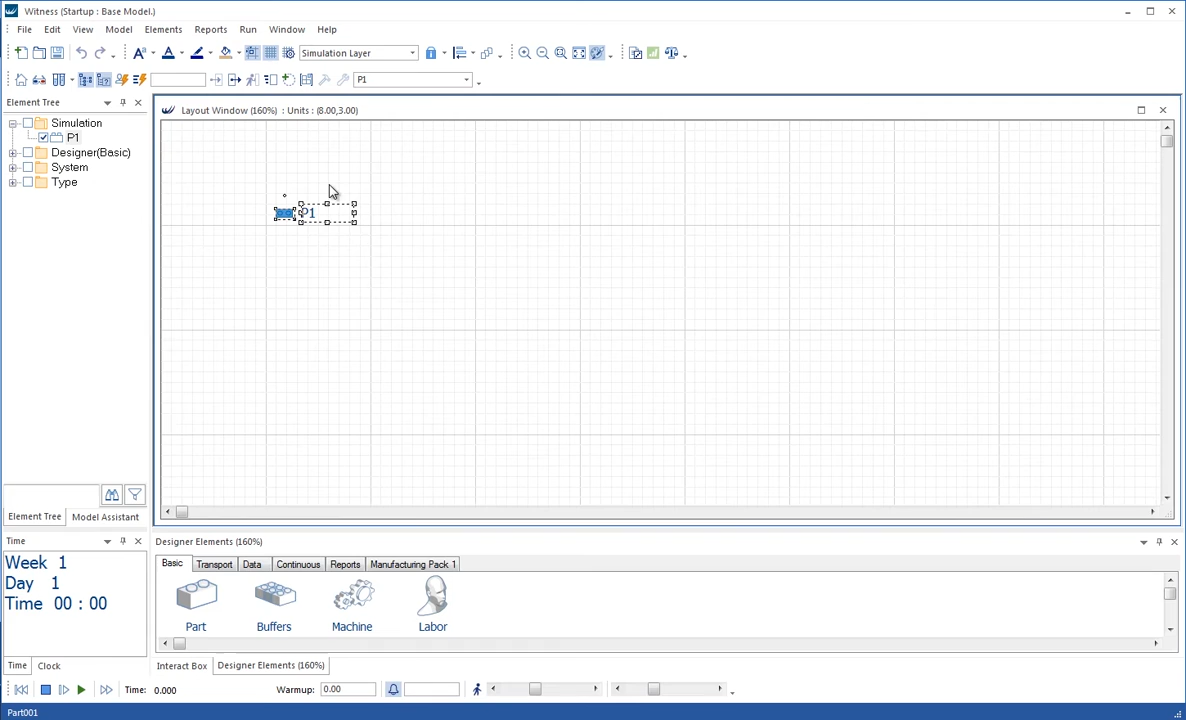 Witness (Startup : Base Model.)
File Edit View Model Elements Reports Run Window Help
Simulation Layer
P1
Element Tree
Layout Window (160%) : Units : (8.00,3.00)
Simulation
P1
Designer(Basic)
System
Type
P1
Element Tree Model Assistant
Time
Designer Elements (160%)
Week 1
Day 1
Time 00 : 00
Basic Transport Data Continuous Reports Manufacturing Pack 1
Part Buffers Machine Labor
Time Clock
Interact Box Designer Elements (160%)
Time: 0.000 Warmup: 0.00
Part001